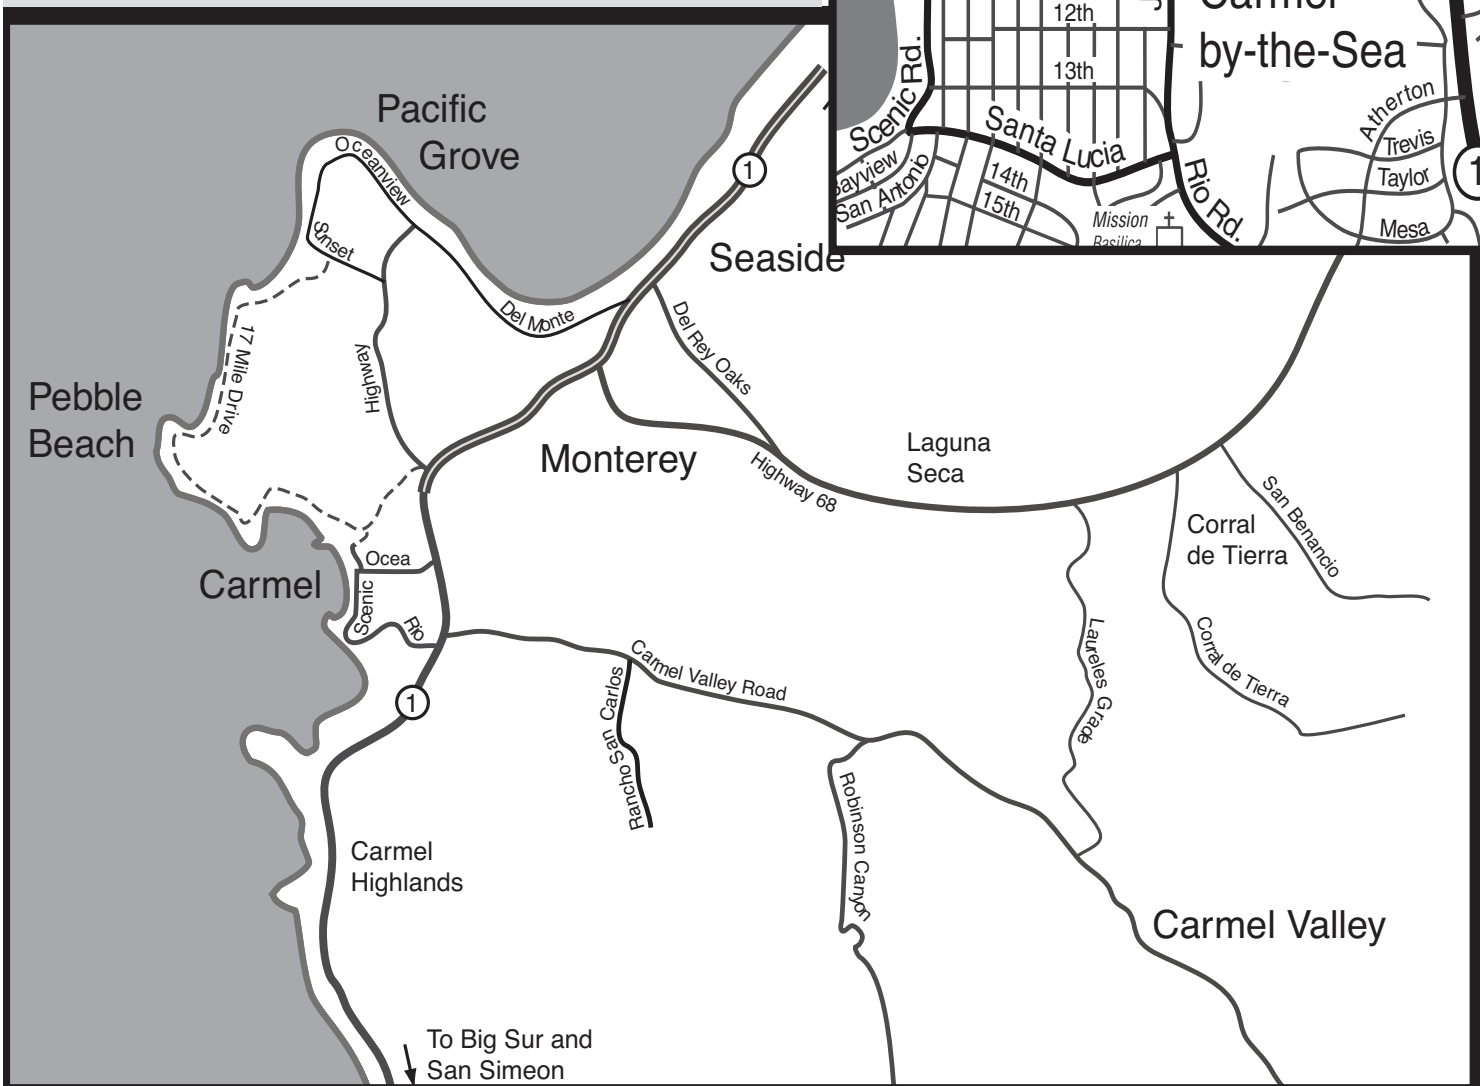 12th
by-the-Sea
13th
Scenic Rd.
Santa Lucia
Atherton
Trevis
Taylor
Mesa
1
San Antonio
14th
15th
Rio Rd.
Mission
Basilica
Pacific
Grove
Oceanview
Sunset
1
Seaside
Del Monte
Del Rey Oaks
17 Mile Drive
Highway
Pebble
Beach
Monterey
Highway 68
Laguna
Seca
San Benancio
Corral
de Tierra
Corral de Tierra
Laureles Grade
Ocea
Carmel
Scenic
Rio
Carmel Valley Road
Rancho San Carlos
1
Robinson Canyon
Carmel
Highlands
Carmel Valley
To Big Sur and
San Simeon